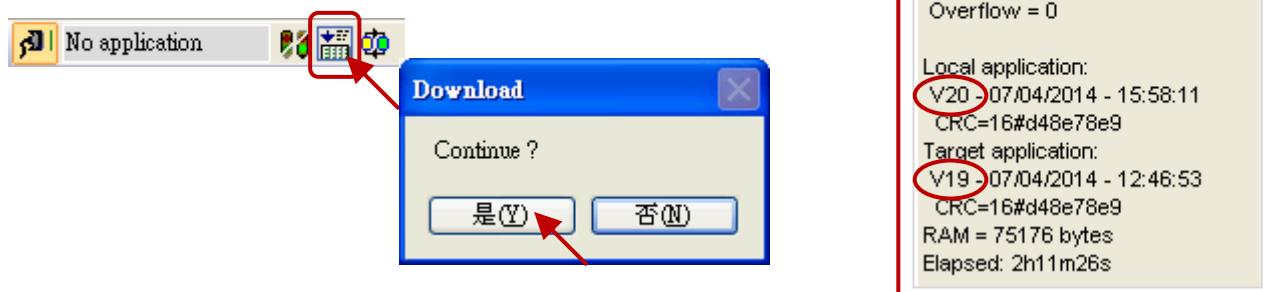 No application
Download
Continue ?
是(Y)
否(N)
Overflow = 0
Local application:
V20 - 07/04/2014 - 15:58:11
CRC=16#d48e78e9
Target application:
V19 - 07/04/2014 - 12:46:53
CRC=16#d48e78e9
RAM = 75176 bytes
Elapsed: 2h11m26s